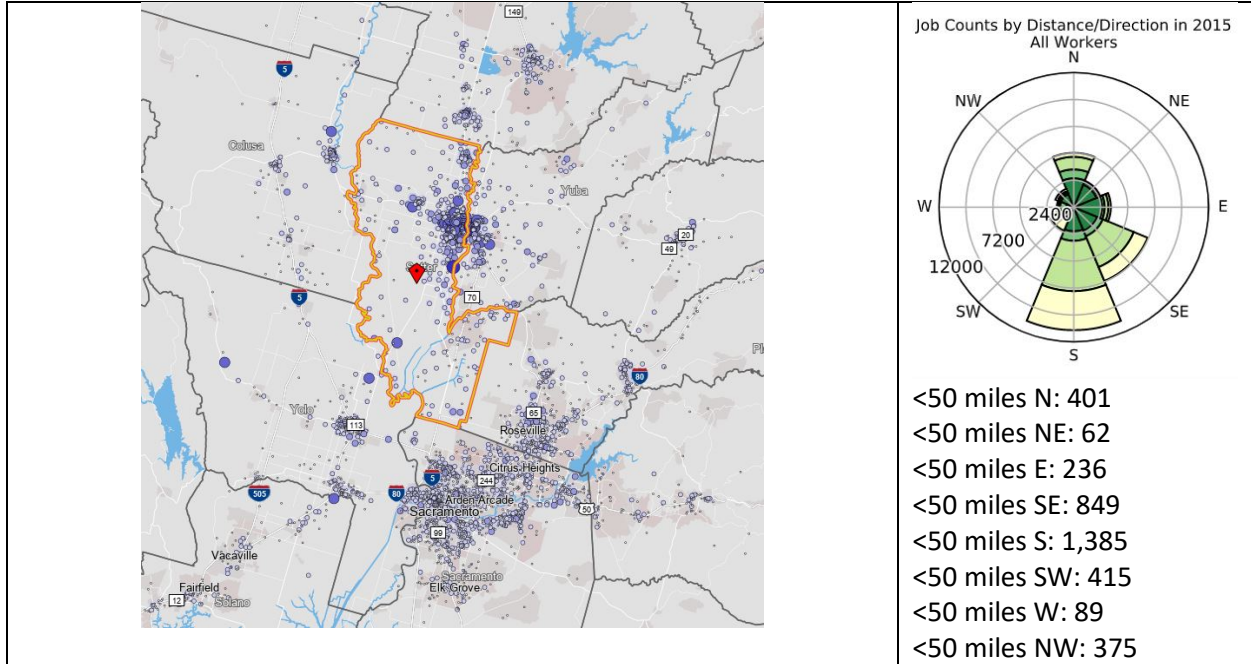 149
5
Colusa
Yuba
20
49
Sutter
70
5
80
Yolo
113
65
Roseville
Citrus Heights
5
244
505
80
Arden-Arcade
Sacramento
50
99
Vacaville
Sacramento
Fairfield
Elk Grove
12
Solano
Job Counts by Distance/Direction in 2015
All Workers
N
NW
NE
W
2400
E
7200
12000
SW
SE
S
<50 miles N: 401
<50 miles NE: 62
<50 miles E: 236
<50 miles SE: 849
<50 miles S: 1,385
<50 miles SW: 415
<50 miles W: 89
<50 miles NW: 375